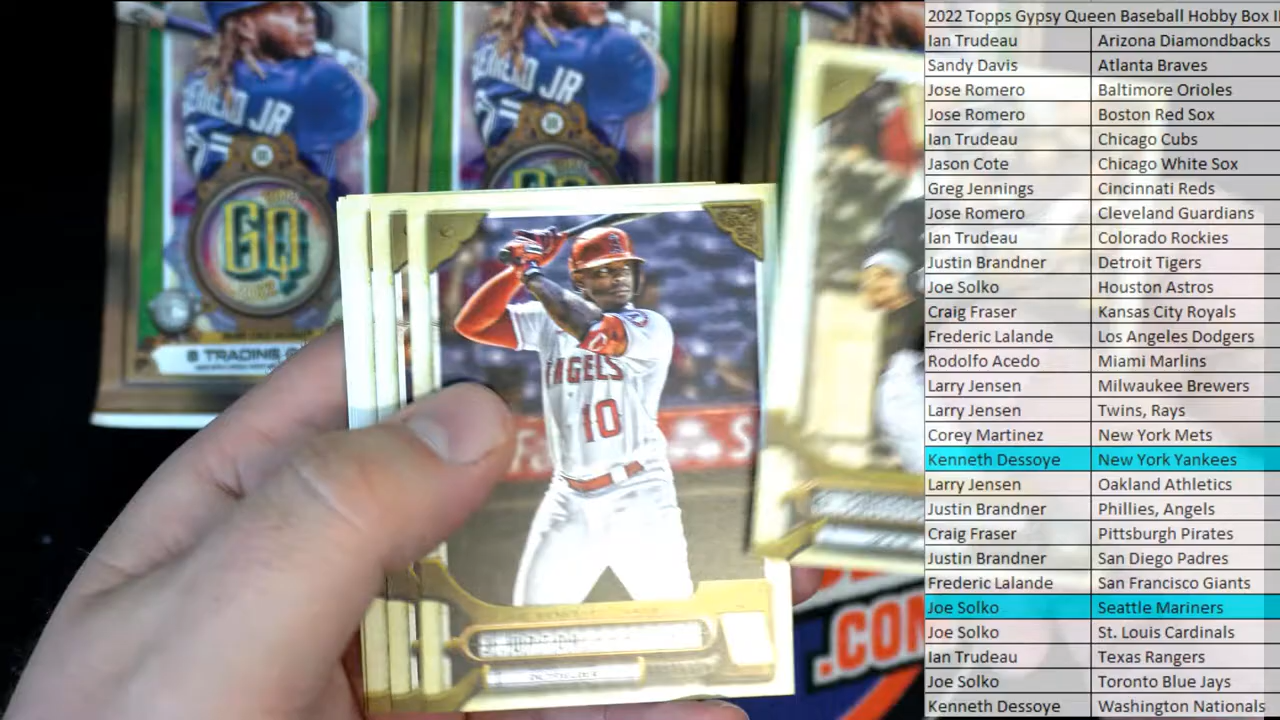 2022 Topps Gypsy Queen Baseball Hobby Box
Ian Trudeau Arizona Diamondbacks
Sandy Davis Atlanta Braves
Jose Romero Baltimore Orioles
Jose Romero Boston Red Sox
Ian Trudeau Chicago Cubs
Jason Cote Chicago White Sox
Greg Jennings Cincinnati Reds
Jose Romero Cleveland Guardians
Ian Trudeau Colorado Rockies
Justin Brandner Detroit Tigers
Joe Solko Houston Astros
Craig Fraser Kansas City Royals
Frederic Lalande Los Angeles Dodgers
Rodolfo Acedo Miami Marlins
Larry Jensen Milwaukee Brewers
Larry Jensen Twins, Rays
Corey Martinez New York Mets
Kenneth Dessoye New York Yankees
Larry Jensen Oakland Athletics
Justin Brandner Phillies, Angels
Craig Fraser Pittsburgh Pirates
Justin Brandner San Diego Padres
Frederic Lalande San Francisco Giants
Joe Solko Seattle Mariners
Joe Solko St. Louis Cardinals
Ian Trudeau Texas Rangers
Joe Solko Toronto Blue Jays
Kenneth Dessoye Washington Nationals
JR
JR
GQ
8 TRADING
ANGELS
10
.COM